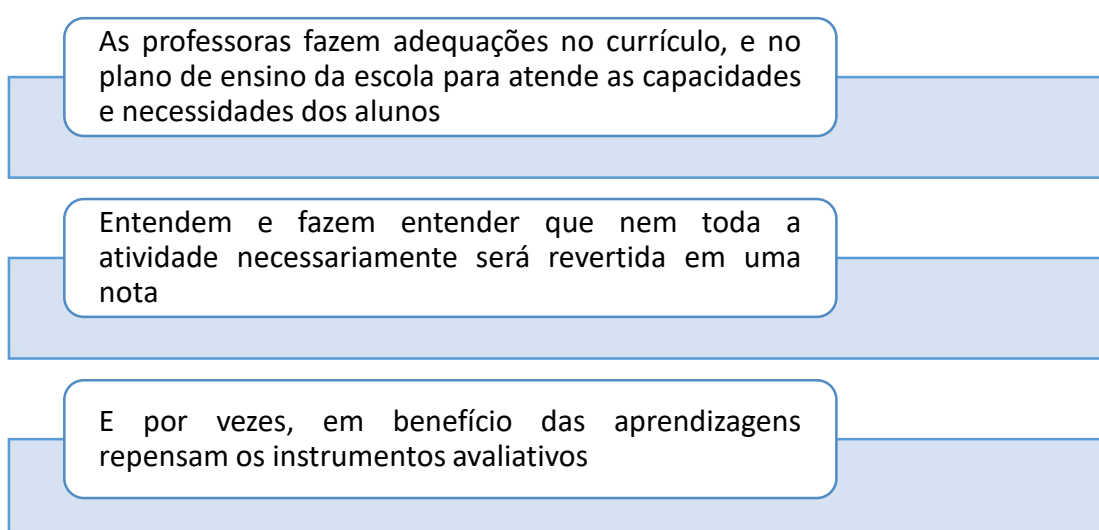 As professoras fazem adequações no currículo, e no
plano de ensino da escola para atende as capacidades
e necessidades dos alunos
Entendem e fazem entender que nem toda a
atividade necessariamente será revertida em uma
nota
E por vezes, em benefício das aprendizagens
repensam os instrumentos avaliativos